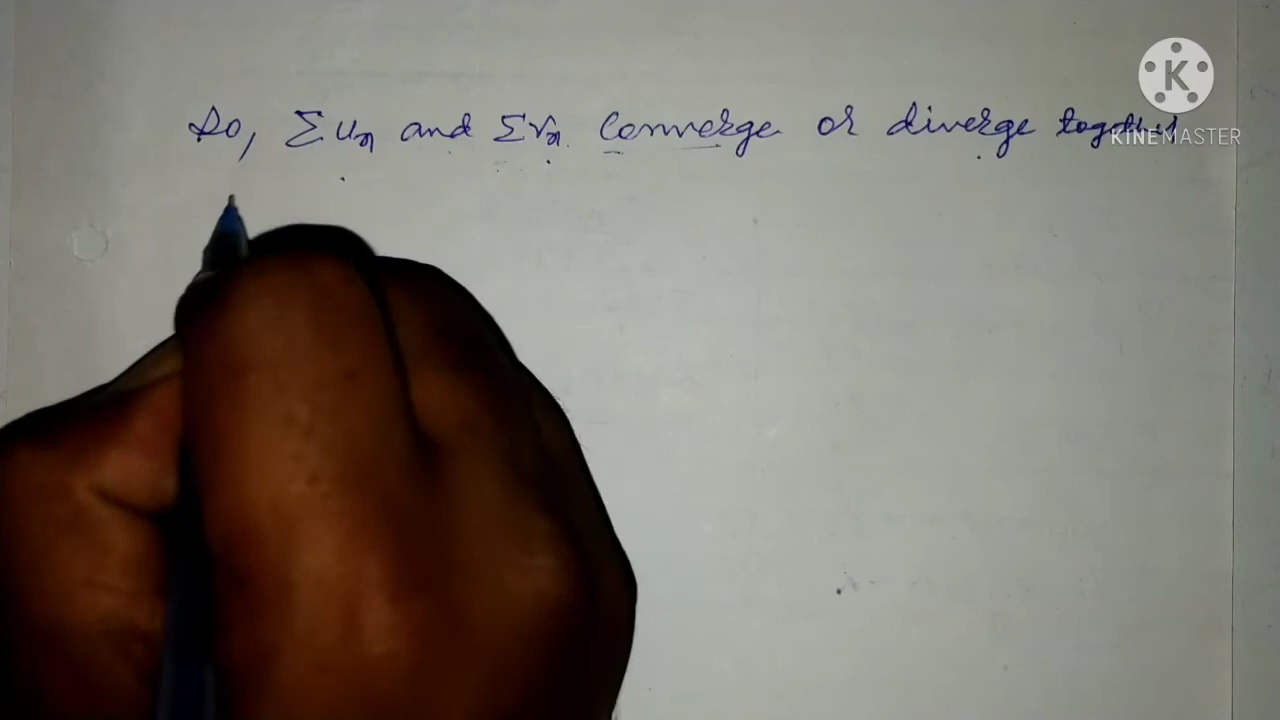 So, Σuₙ and Σvₙ converge or diverge together
KINEMASTER